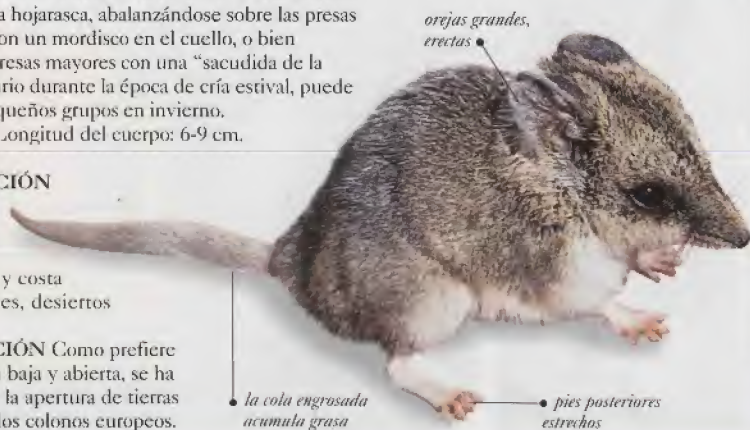 a hojarasca, abalanzándose sobre las presas
on un mordisco en el cuello, o bien
resas mayores con una “sacudida de la
rio durante la época de cría estival, puede
queños grupos en invierno.
Longitud del cuerpo: 6-9 cm.
CIÓN
y costa
es, desiertos
CIÓN Como prefiere
baja y abierta, se ha
la apertura de tierras
los colonos europeos.
orejas grandes,
erectas
la cola engrosada
acumula grasa
pies posteriores
estrechos